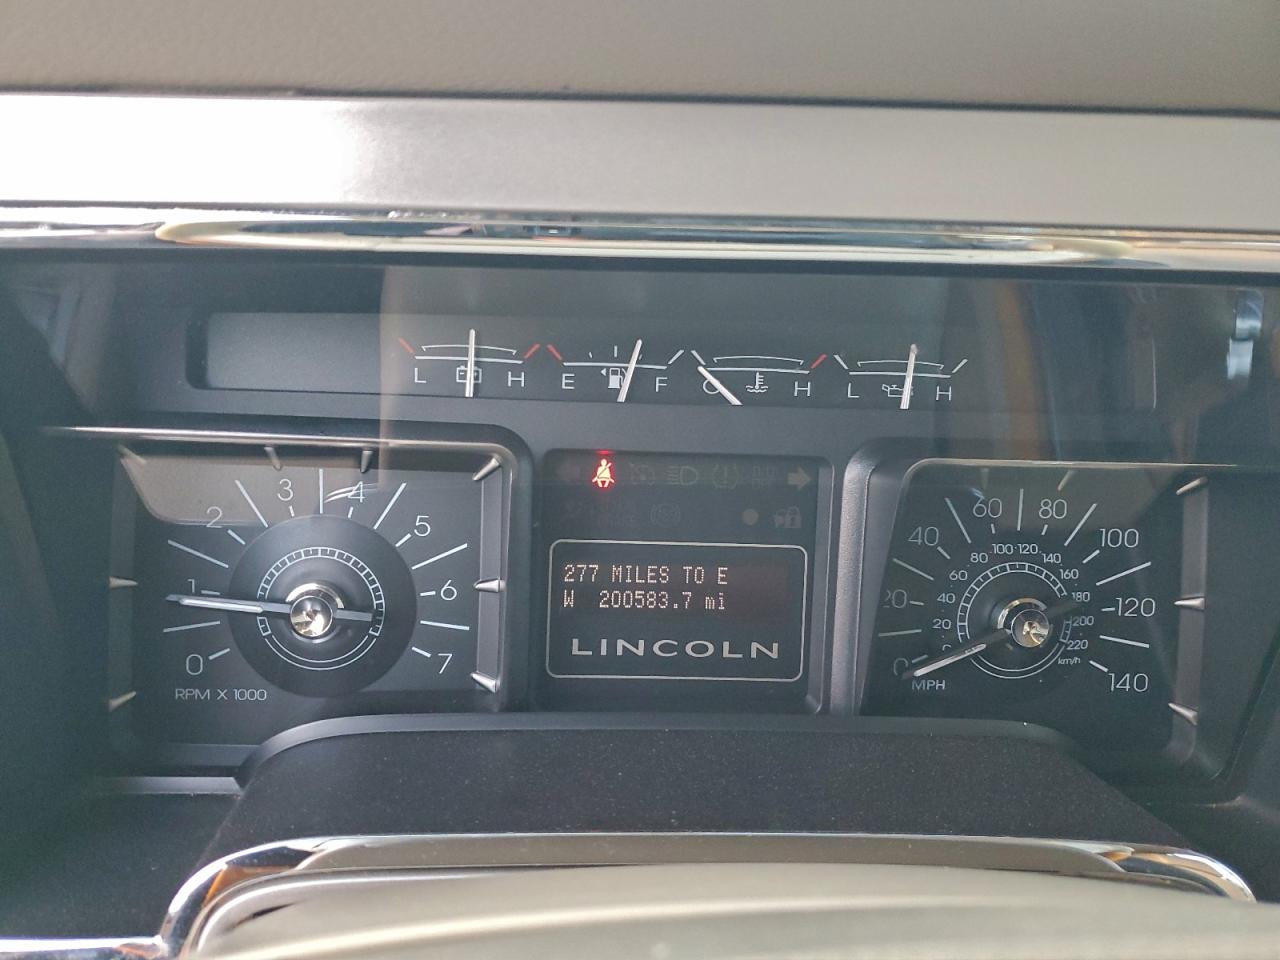 L H E F C H L H
0 1 2 3 4 5 6 7
RPM X 1000
277 MILES TO E
W 200583.7 mi
LINCOLN
0 20 40 60 80 100 120 140
MPH
0 20 40 60 80 100 120 140 160 180 200 220
km/h